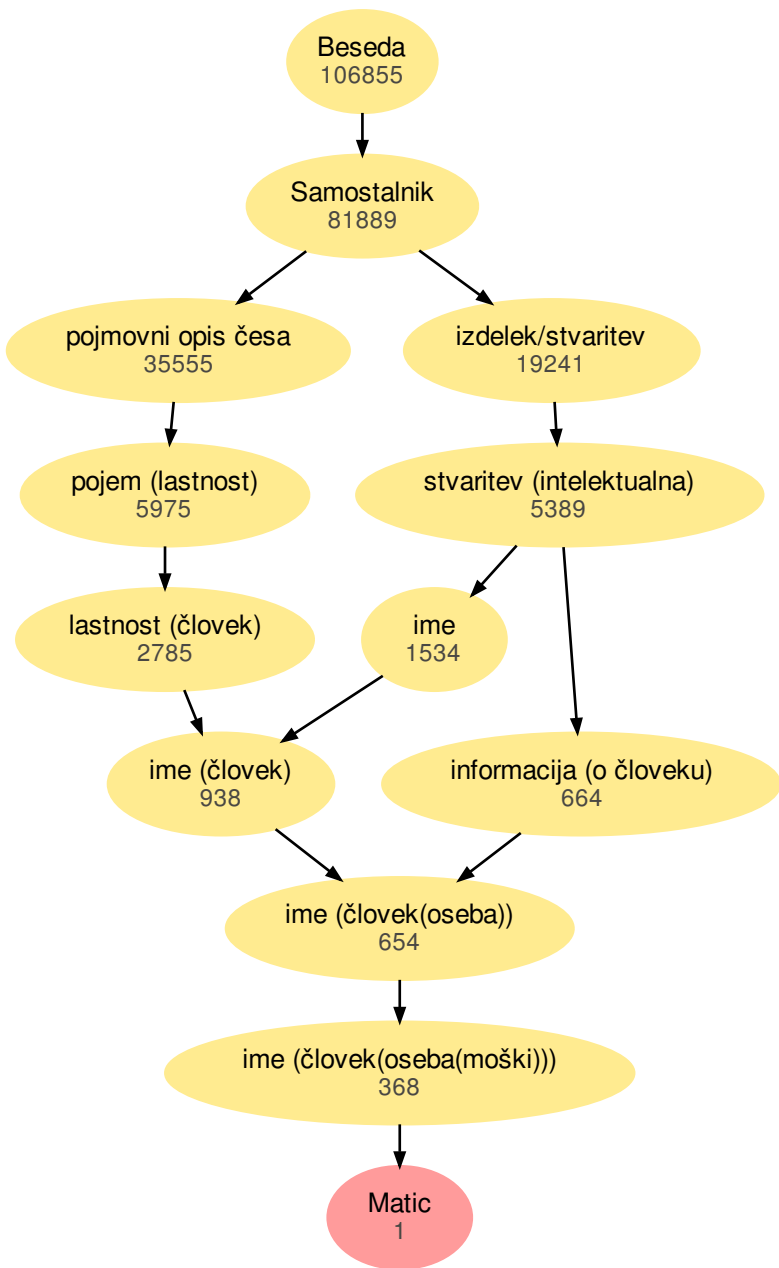 Beseda
106855
Samostalnik
81889
pojmovni opis česa
35555
izdelek/stvaritev
19241
pojem (lastnost)
5975
stvaritev (intelektualna)
5389
lastnost (človek)
2785
ime
1534
ime (človek)
938
informacija (o človeku)
664
ime (človek(oseba))
654
ime (človek(oseba(moški)))
368
Matic
1